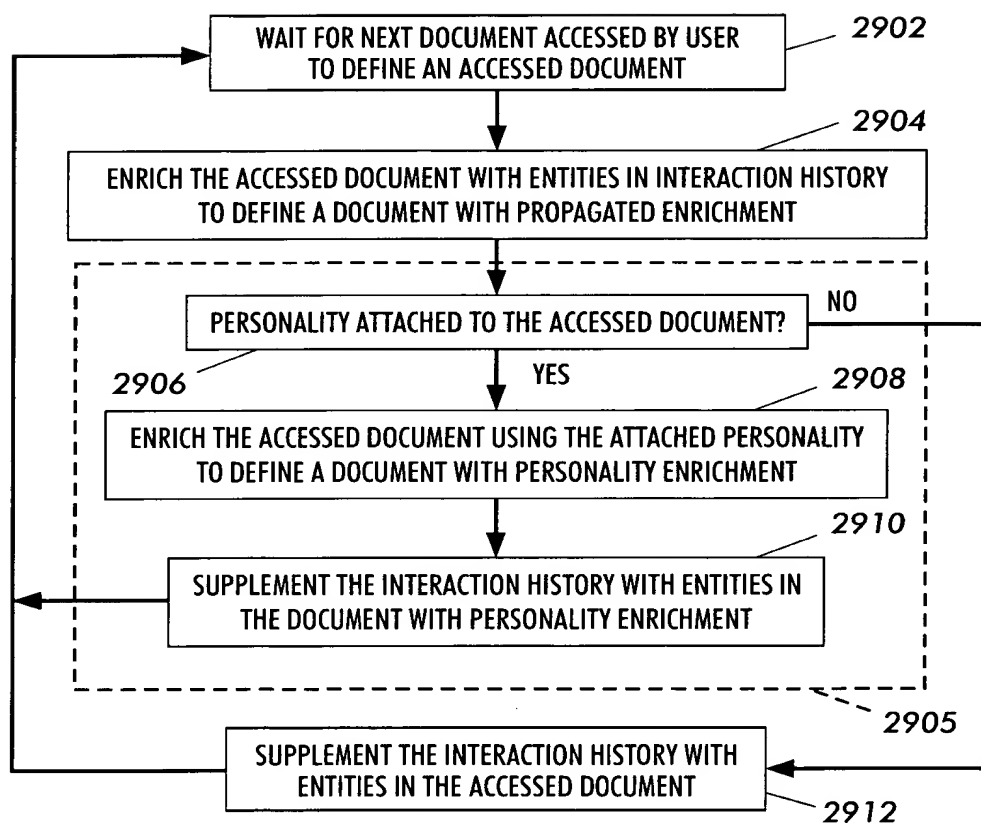 WAIT FOR NEXT DOCUMENT ACCESSED BY USER
TO DEFINE AN ACCESSED DOCUMENT
2902
2904
ENRICH THE ACCESSED DOCUMENT WITH ENTITIES IN INTERACTION HISTORY
TO DEFINE A DOCUMENT WITH PROPAGATED ENRICHMENT
PERSONALITY ATTACHED TO THE ACCESSED DOCUMENT?
NO
2906
YES
2908
ENRICH THE ACCESSED DOCUMENT USING THE ATTACHED PERSONALITY
TO DEFINE A DOCUMENT WITH PERSONALITY ENRICHMENT
2910
SUPPLEMENT THE INTERACTION HISTORY WITH ENTITIES IN
THE DOCUMENT WITH PERSONALITY ENRICHMENT
2905
SUPPLEMENT THE INTERACTION HISTORY WITH
ENTITIES IN THE ACCESSED DOCUMENT
2912